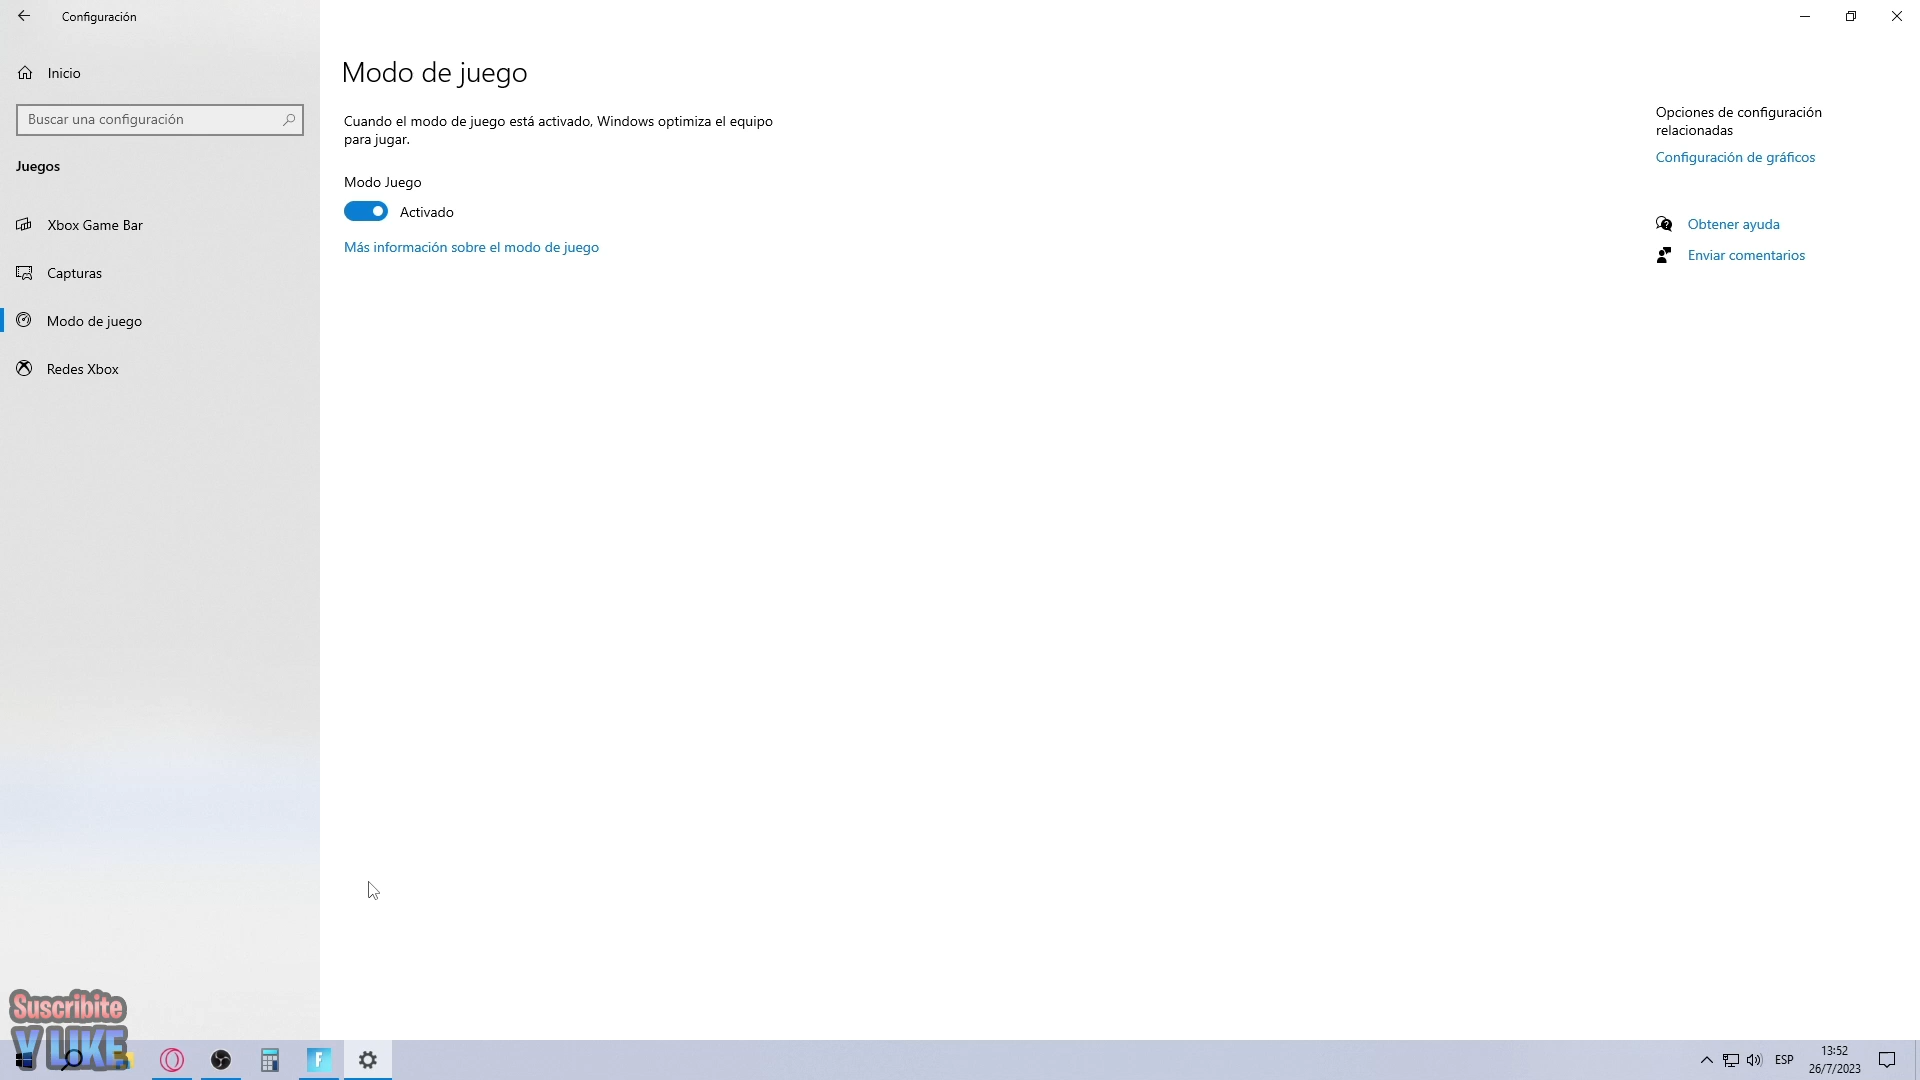 Configuración
Inicio
Buscar una configuración
Juegos
Xbox Game Bar
Capturas
Modo de juego
Redes Xbox
Modo de juego
Cuando el modo de juego está activado, Windows optimiza el equipo
para jugar.
Modo Juego
Activado
Más información sobre el modo de juego
Opciones de configuración
relacionadas
Configuración de gráficos
Obtener ayuda
Enviar comentarios
Suscribite
Y LIKE
F
ESP
13:52
26/7/2023